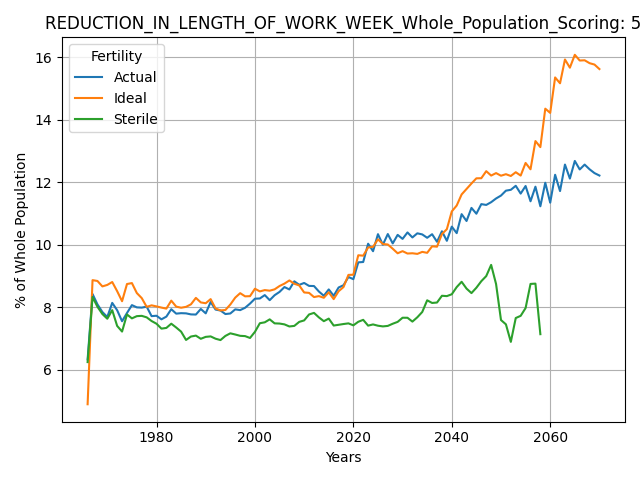 REDUCTION_IN_LENGTH_OF_WORK_WEEK_Whole_Population_Scoring: 5
Fertility
Actual
Ideal
Sterile
% of Whole Population
16
14
12
10
8
6
1980 2000 2020 2040 2060
Years